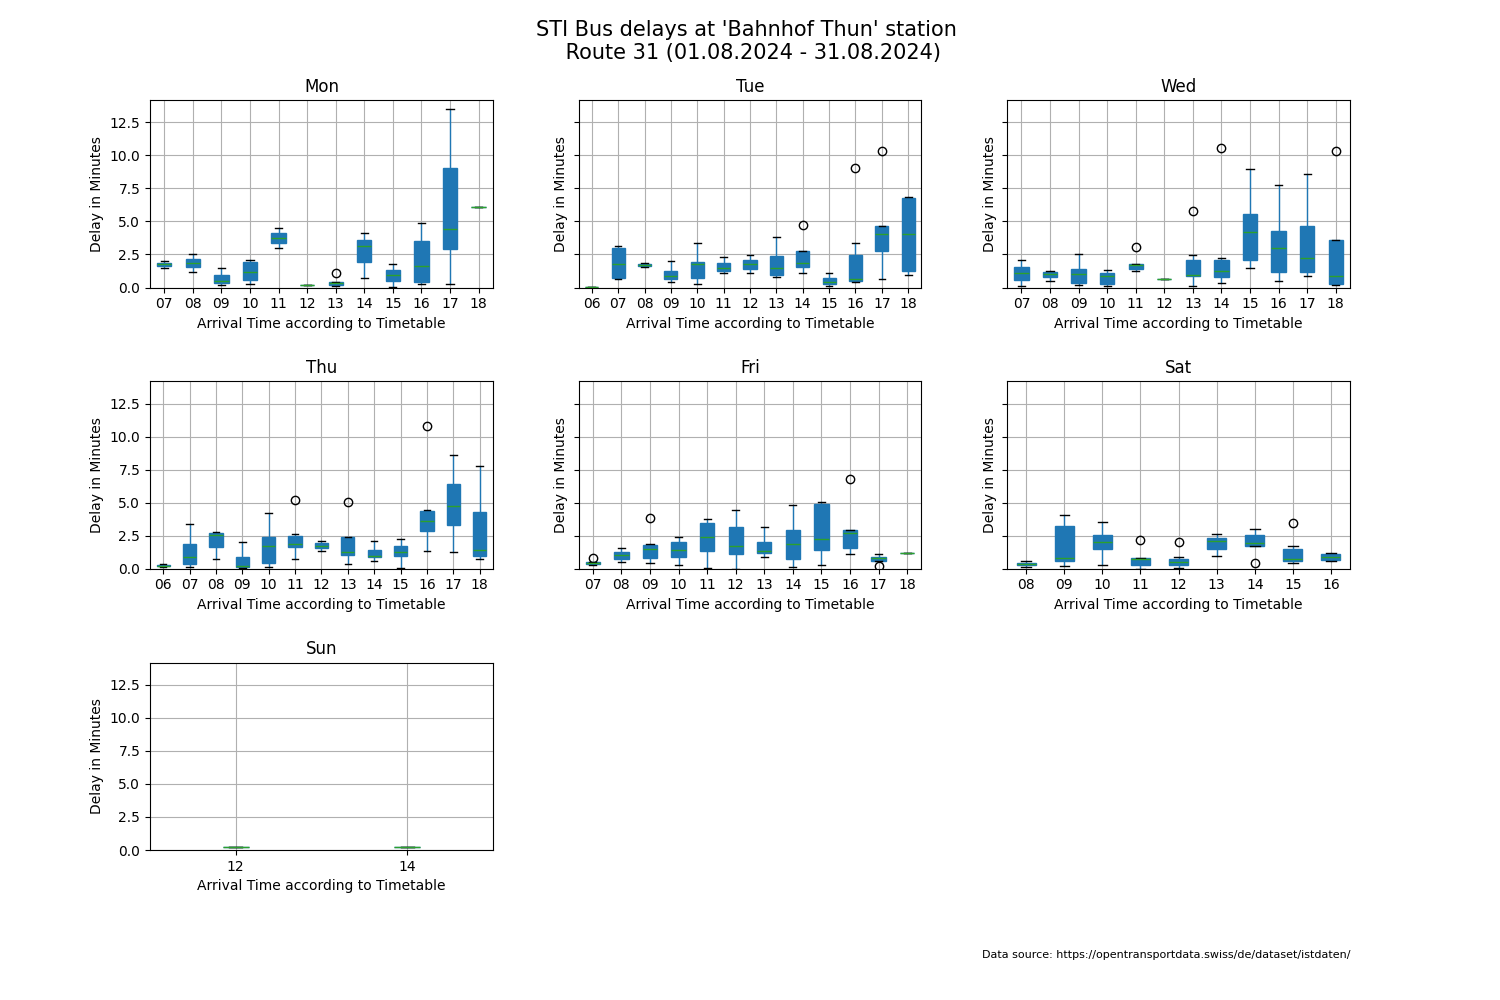 STI Bus delays at 'Bahnhof Thun' station
Route 31 (01.08.2024 - 31.08.2024)
Mon
Tue
Wed
Delay in Minutes
12.5
10.0
7.5
5.0
2.5
0.0
07 08 09 10 11 12 13 14 15 16 17 18
Arrival Time according to Timetable
Delay in Minutes
06 07 08 09 10 11 12 13 14 15 16 17 18
Arrival Time according to Timetable
Delay in Minutes
07 08 09 10 11 12 13 14 15 16 17 18
Arrival Time according to Timetable
Thu
Fri
Sat
Delay in Minutes
12.5
10.0
7.5
5.0
2.5
0.0
06 07 08 09 10 11 12 13 14 15 16 17 18
Arrival Time according to Timetable
Delay in Minutes
07 08 09 10 11 12 13 14 15 16 17 18
Arrival Time according to Timetable
Delay in Minutes
08 09 10 11 12 13 14 15 16
Arrival Time according to Timetable
Sun
Delay in Minutes
12.5
10.0
7.5
5.0
2.5
0.0
12 14
Arrival Time according to Timetable
Data source: https://opentransportdata.swiss/de/dataset/istdaten/